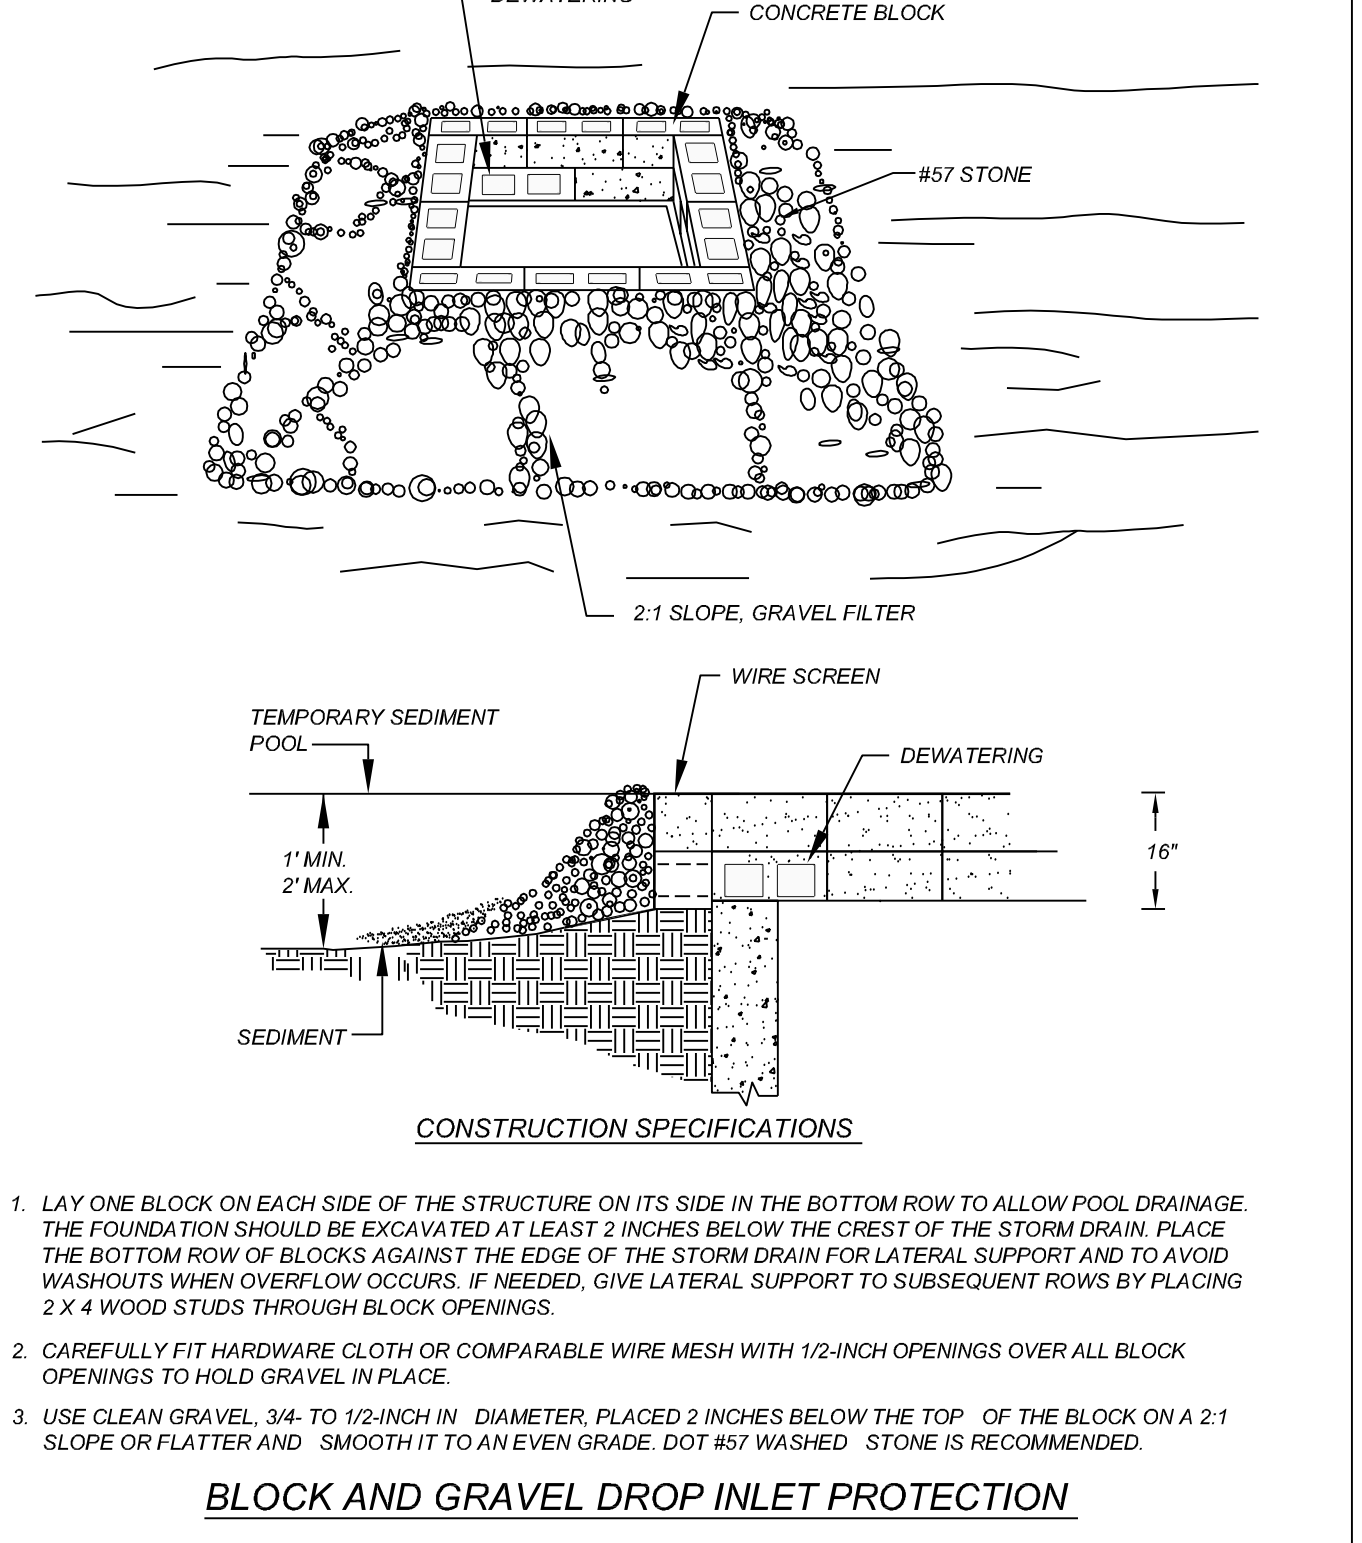 DEWATERING
CONCRETE BLOCK
#57 STONE
2:1 SLOPE, GRAVEL FILTER
WIRE SCREEN
TEMPORARY SEDIMENT
POOL
DEWATERING
1' MIN.
2' MAX.
16"
SEDIMENT
CONSTRUCTION SPECIFICATIONS
1. LAY ONE BLOCK ON EACH SIDE OF THE STRUCTURE ON ITS SIDE IN THE BOTTOM ROW TO ALLOW POOL DRAINAGE.
THE FOUNDATION SHOULD BE EXCAVATED AT LEAST 2 INCHES BELOW THE CREST OF THE STORM DRAIN. PLACE
THE BOTTOM ROW OF BLOCKS AGAINST THE EDGE OF THE STORM DRAIN FOR LATERAL SUPPORT AND TO AVOID
WASHOUTS WHEN OVERFLOW OCCURS. IF NEEDED, GIVE LATERAL SUPPORT TO SUBSEQUENT ROWS BY PLACING
2 X 4 WOOD STUDS THROUGH BLOCK OPENINGS.
2. CAREFULLY FIT HARDWARE CLOTH OR COMPARABLE WIRE MESH WITH 1/2-INCH OPENINGS OVER ALL BLOCK
OPENINGS TO HOLD GRAVEL IN PLACE.
3. USE CLEAN GRAVEL, 3/4- TO 1/2-INCH IN DIAMETER, PLACED 2 INCHES BELOW THE TOP OF THE BLOCK ON A 2:1
SLOPE OR FLATTER AND SMOOTH IT TO AN EVEN GRADE. DOT #57 WASHED STONE IS RECOMMENDED.
BLOCK AND GRAVEL DROP INLET PROTECTION